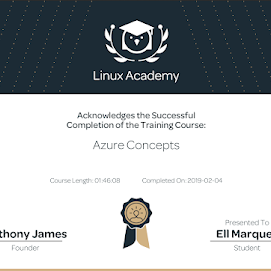 Linux Academy
Acknowledges the Successful
Completion of the Training Course:
Azure Concepts
Course Length: 01:46:08 Completed On: 2019-02-04
Presented To
thony James Ell Marque
Founder Student